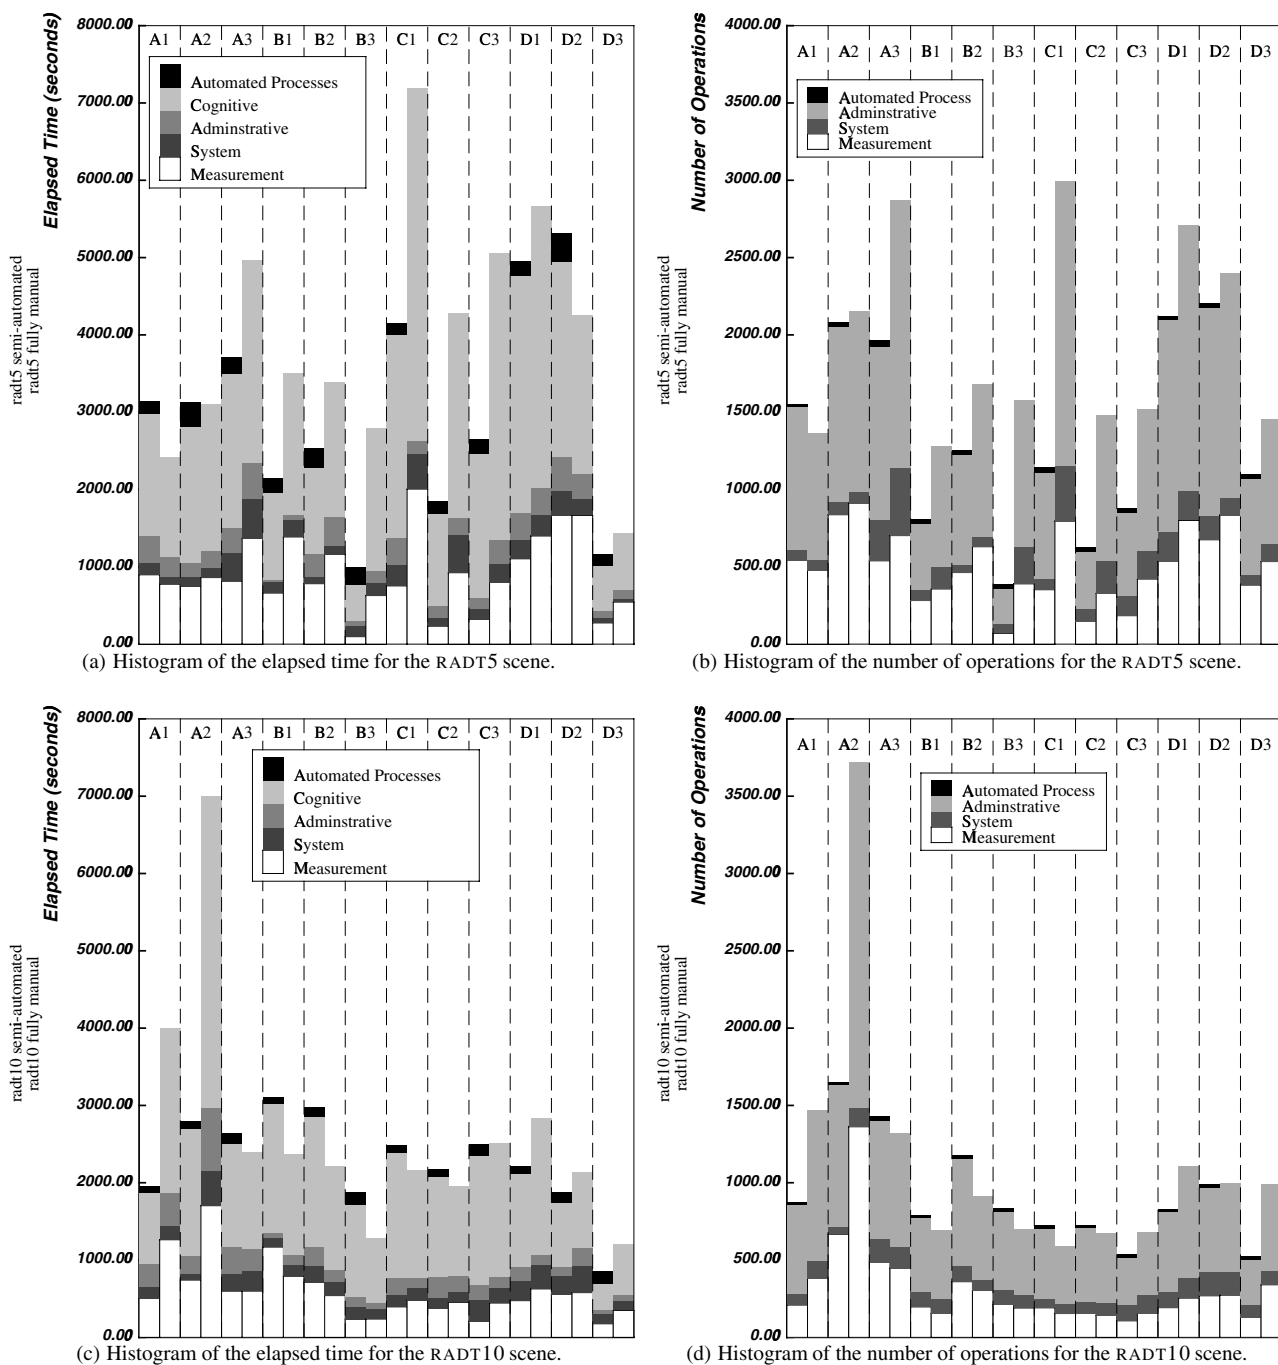 8000.00
7000.00
6000.00
5000.00
4000.00
3000.00
2000.00
1000.00
0.00
Elapsed Time (seconds)
radt5 semi-automated
radt5 fully manual
A1 A2 A3 B1 B2 B3 C1 C2 C3 D1 D2 D3
Automated Processes
Cognitive
Adminstrative
System
Measurement
(a) Histogram of the elapsed time for the RADT5 scene.
4000.00
3500.00
3000.00
2500.00
2000.00
1500.00
1000.00
500.00
0.00
Number of Operations
radt5 semi-automated
radt5 fully manual
A1 A2 A3 B1 B2 B3 C1 C2 C3 D1 D2 D3
Automated Process
Adminstrative
System
Measurement
(b) Histogram of the number of operations for the RADT5 scene.
8000.00
7000.00
6000.00
5000.00
4000.00
3000.00
2000.00
1000.00
0.00
Elapsed Time (seconds)
radt10 semi-automated
radt10 fully manual
A1 A2 A3 B1 B2 B3 C1 C2 C3 D1 D2 D3
Automated Processes
Cognitive
Adminstrative
System
Measurement
(c) Histogram of the elapsed time for the RADT10 scene.
4000.00
3500.00
3000.00
2500.00
2000.00
1500.00
1000.00
500.00
0.00
Number of Operations
radt10 semi-automated
radt10 fully manual
A1 A2 A3 B1 B2 B3 C1 C2 C3 D1 D2 D3
Automated Process
Adminstrative
System
Measurement
(d) Histogram of the number of operations for the RADT10 scene.